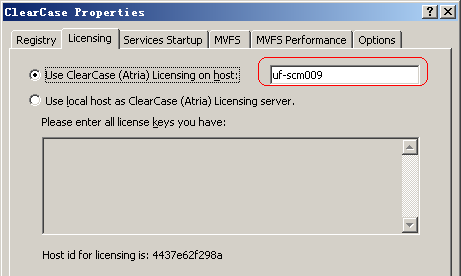 ClearCase Properties
Registry Licensing Services Startup MVFS MVFS Performance Options
Use ClearCase (Atria) Licensing on host: uf-scm009
Use local host as ClearCase (Atria) Licensing server.
Please enter all license keys you have:
Host id for licensing is: 4437e62f298a